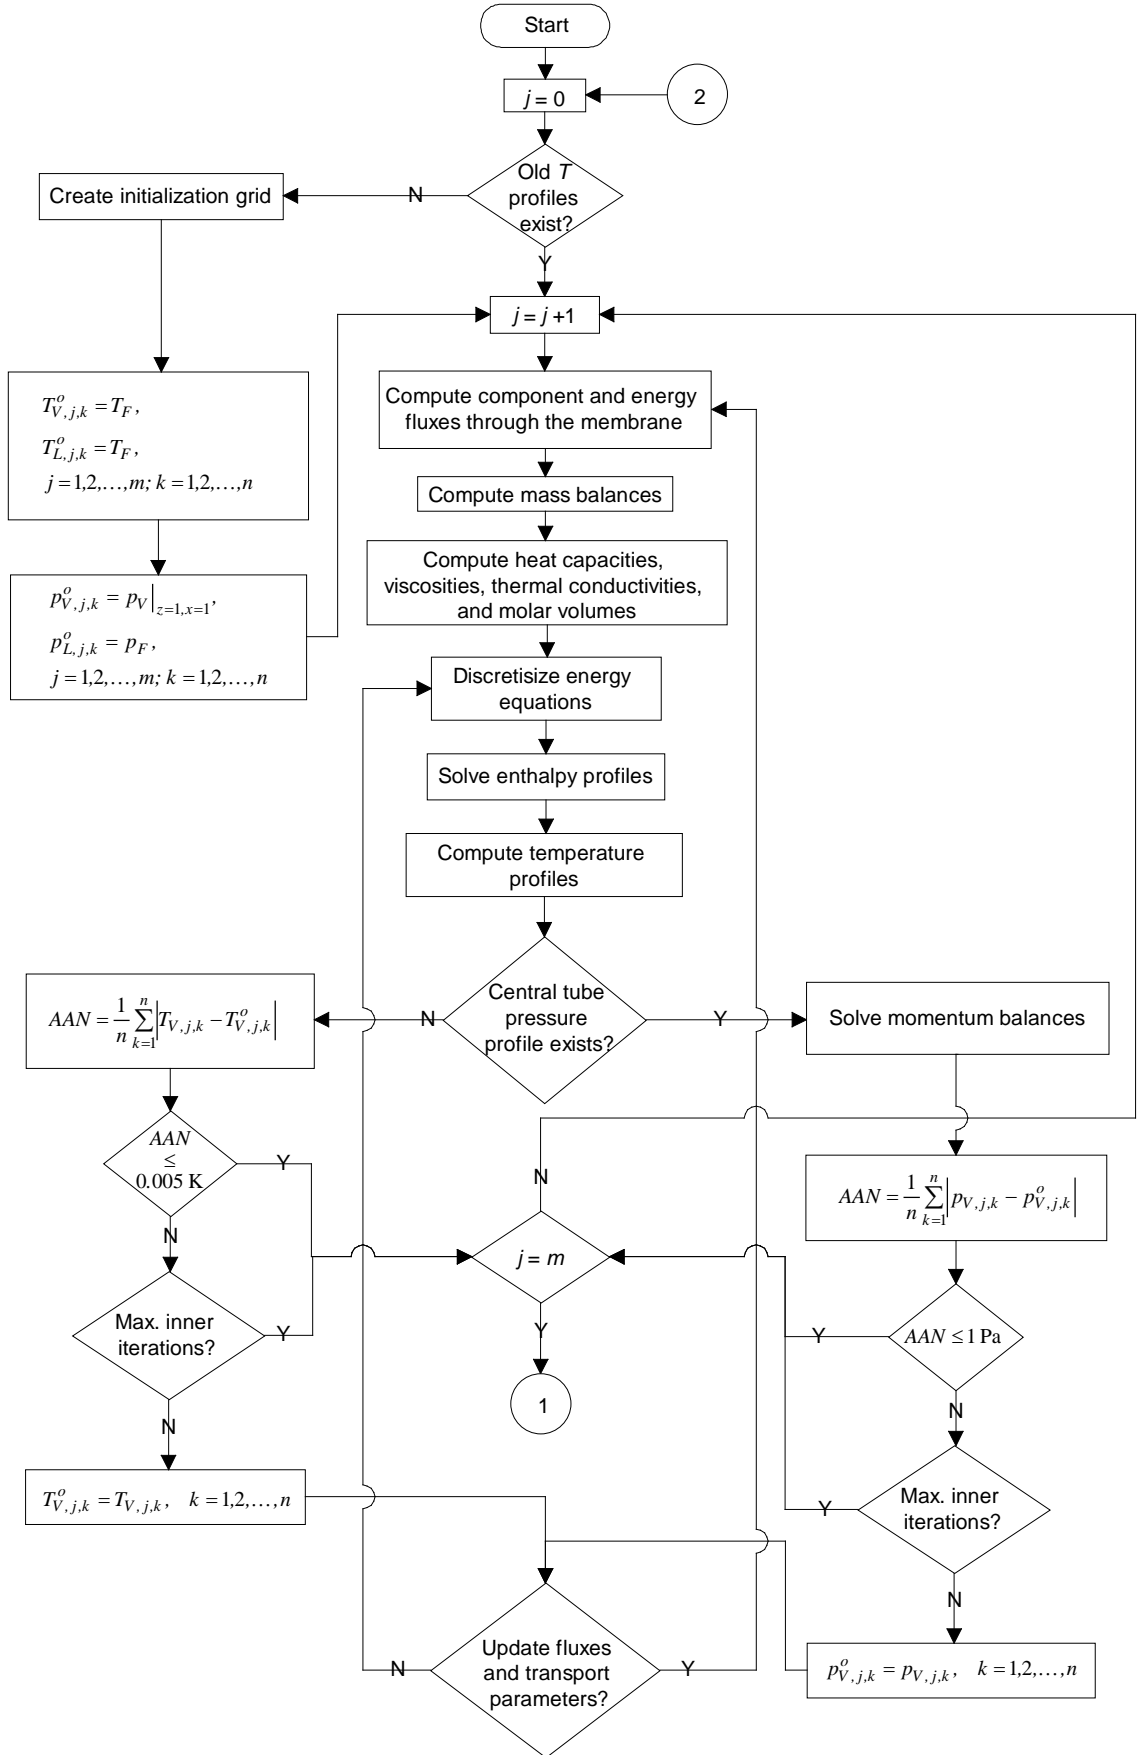 Start
j = 0
2
Old T
profiles
exist?
N
Create initialization grid
Y
j = j +1
T^o_{V,j,k} = T_F,
T^o_{L,j,k} = T_F,
j = 1,2,…,m; k = 1,2,…,n
Compute component and energy
fluxes through the membrane
Compute mass balances
Compute heat capacities,
viscosities, thermal conductivities,
and molar volumes
p^o_{V,j,k} = p_V|_{z=1,x=1},
p^o_{L,j,k} = p_F,
j = 1,2,…,m; k = 1,2,…,n
Discretisize energy
equations
Solve enthalpy profiles
Compute temperature
profiles
Central tube
pressure
profile exists?
N
Y
AAN = \frac{1}{n} \sum_{k=1}^{n} |T_{V,j,k} − T^o_{V,j,k}|
Solve momentum balances
AAN
≤
0.005 K
Y
N
N
AAN = \frac{1}{n} \sum_{k=1}^{n} |p_{V,j,k} − p^o_{V,j,k}|
j = m
Max. inner
iterations?
Y
Y
AAN ≤ 1 Pa
Y
1
N
N
T^o_{V,j,k} = T_{V,j,k}, k = 1,2,…,n
Max. inner
iterations?
Y
N
Update fluxes
and transport
parameters?
N
Y
p^o_{V,j,k} = p_{V,j,k}, k = 1,2,…,n